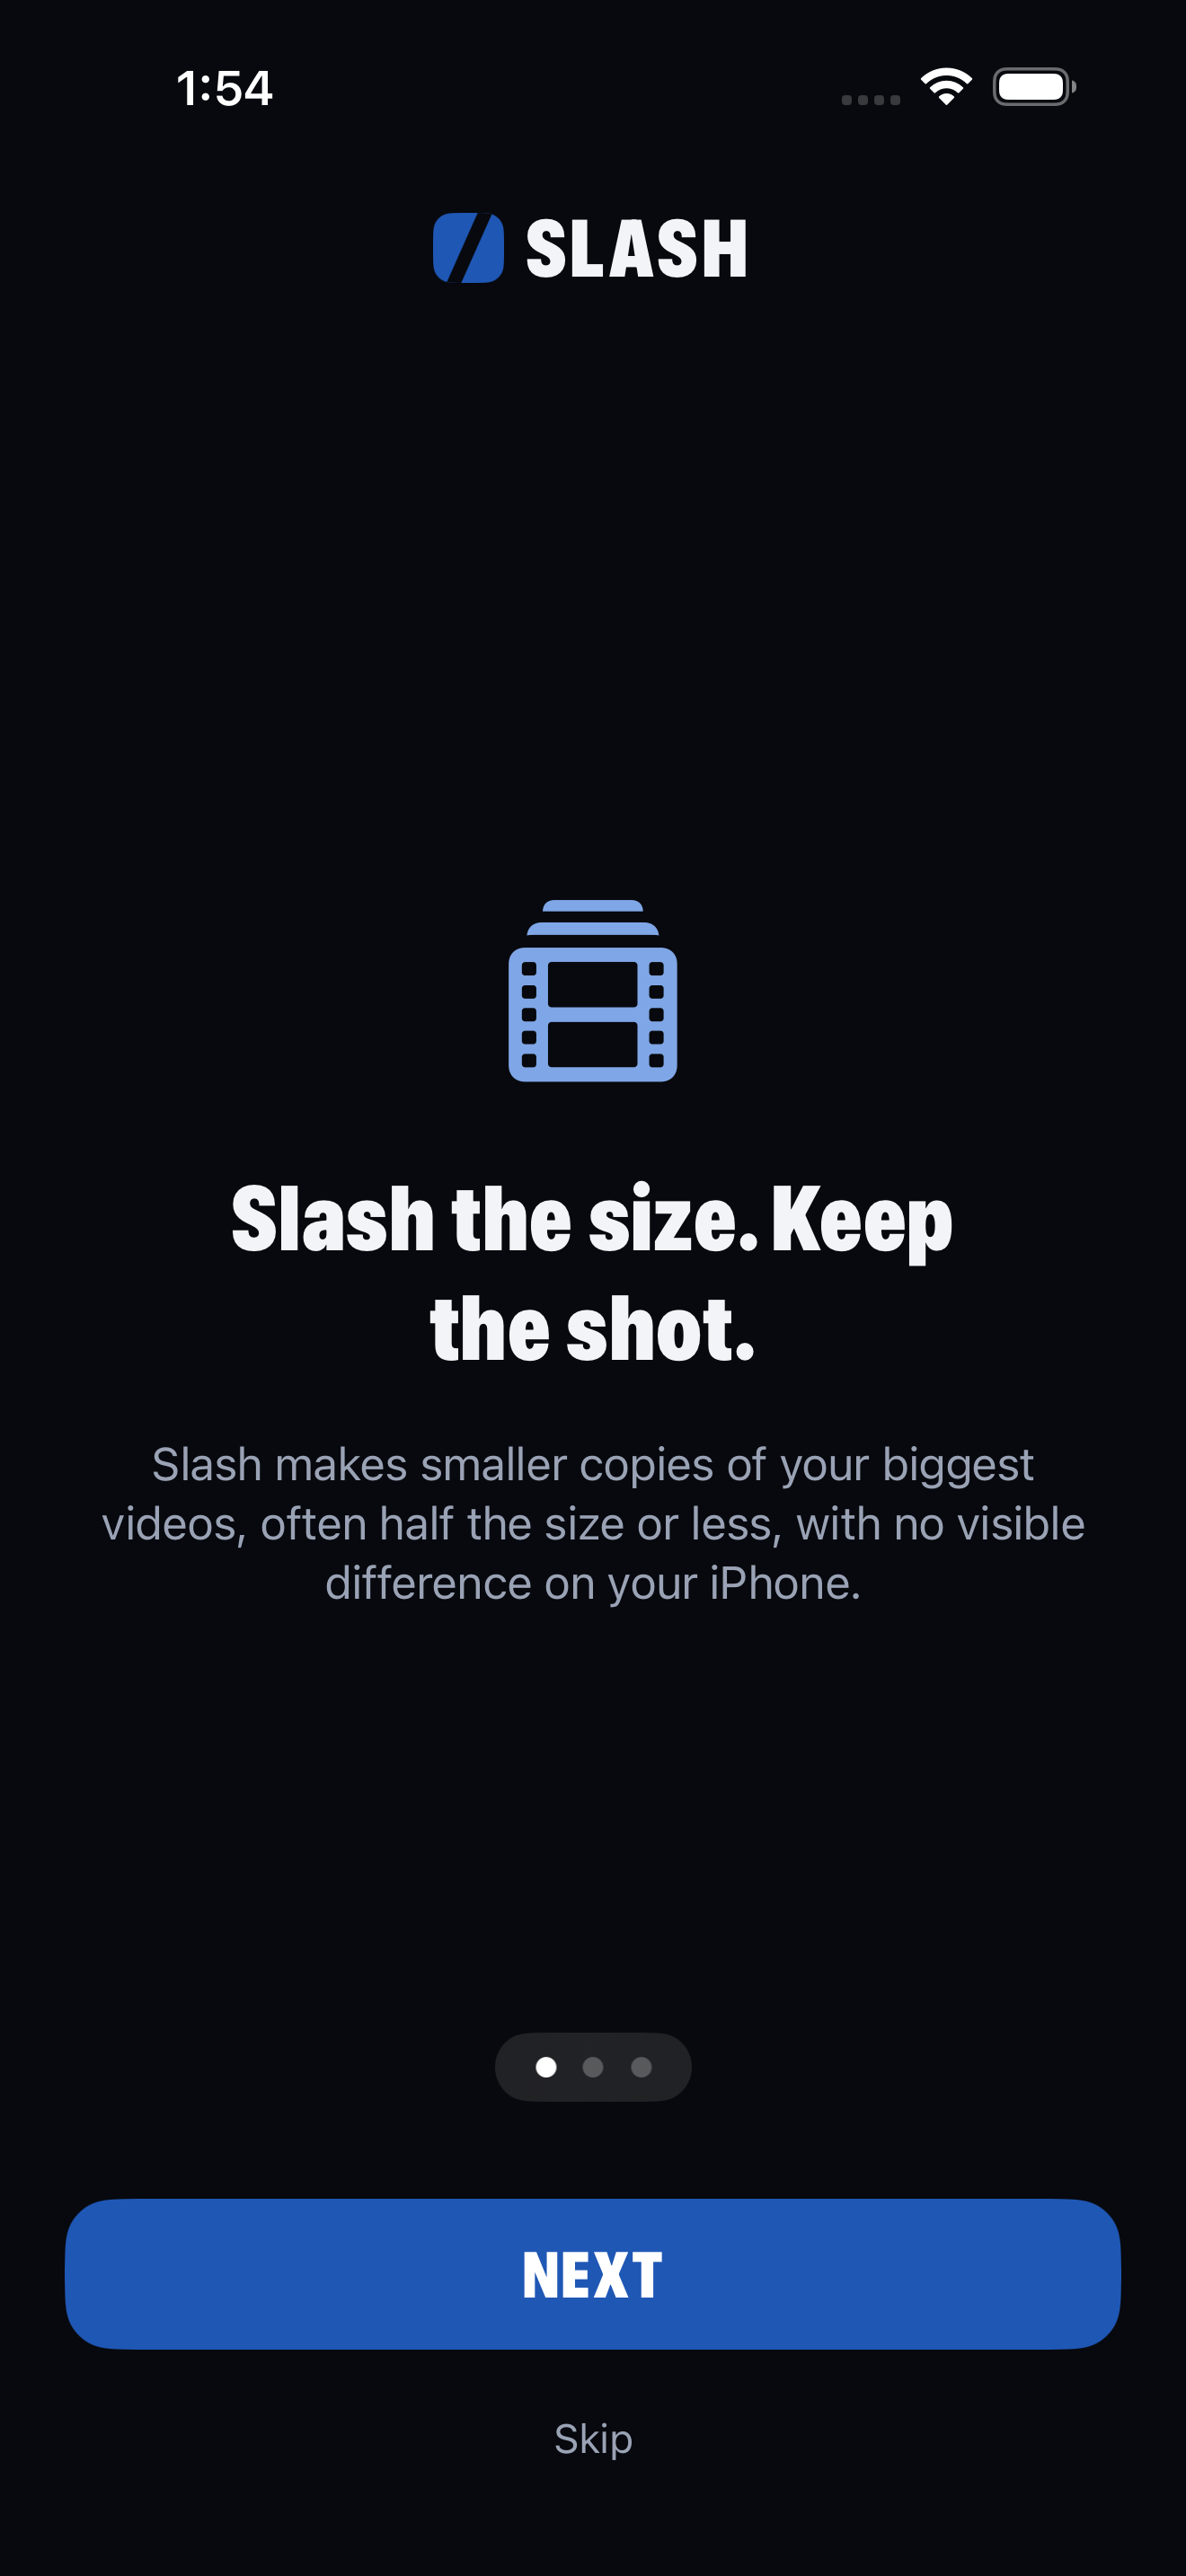 1:54
SLASH
Slash the size. Keep
the shot.
Slash makes smaller copies of your biggest
videos, often half the size or less, with no visible
difference on your iPhone.
NEXT
Skip